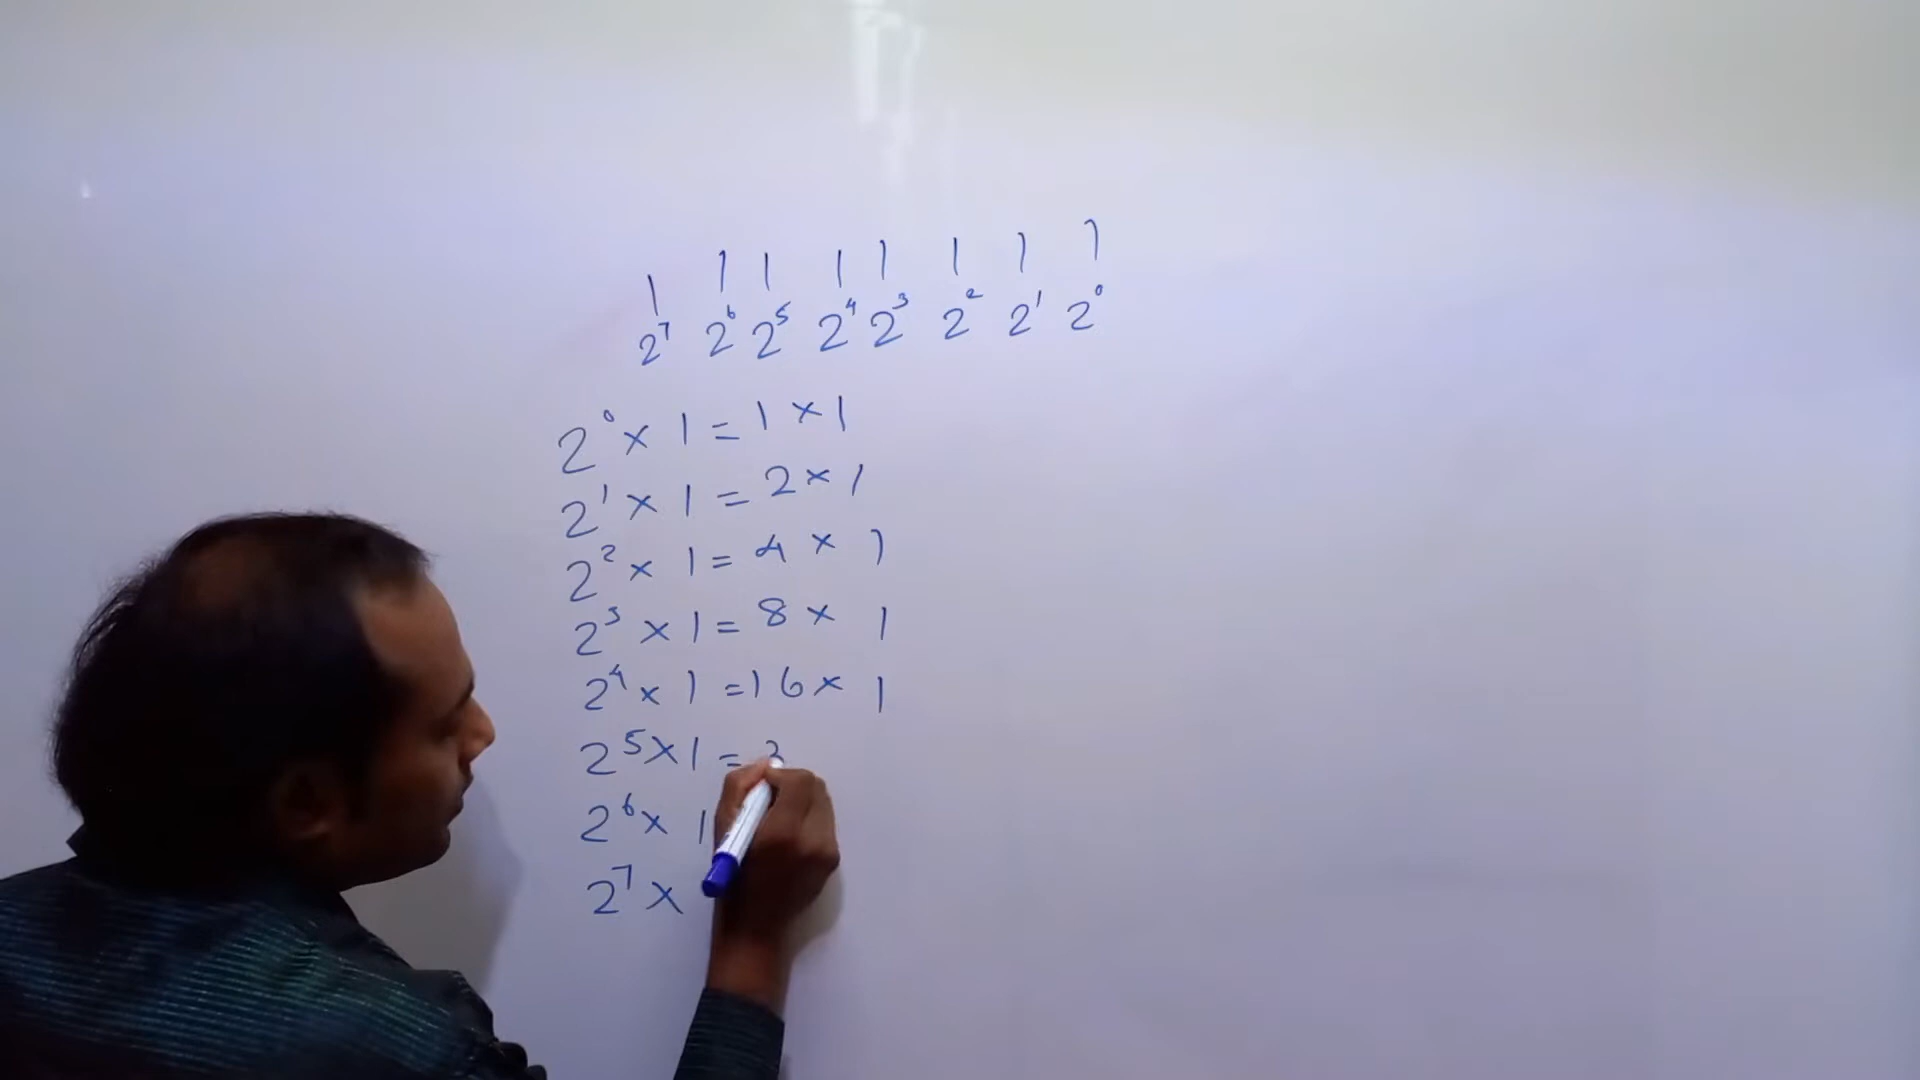 1 1 1 1 1 1 1 1
2⁷ 2⁶ 2⁵ 2⁴ 2³ 2² 2¹ 2⁰
2⁰ × 1 = 1 × 1
2¹ × 1 = 2 × 1
2² × 1 = 4 × 1
2³ × 1 = 8 × 1
2⁴ × 1 = 16 × 1
2⁵ × 1 = 3
2⁶ × 1
2⁷ ×